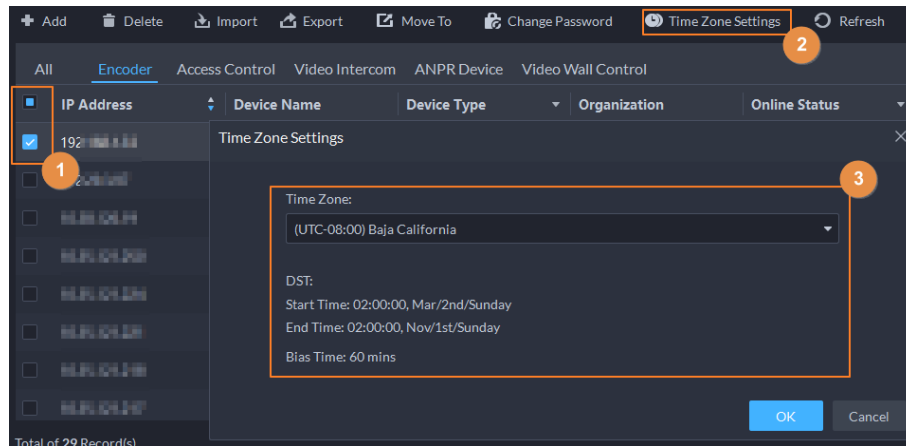 Add Delete Import Export Move To Change Password Time Zone Settings Refresh
2
All Encoder Access Control Video Intercom ANPR Device Video Wall Control
IP Address Device Name Device Type Organization Online Status
192
Time Zone Settings
1
3
Time Zone:
(UTC-08:00) Baja California
DST:
Start Time: 02:00:00, Mar/2nd/Sunday
End Time: 02:00:00, Nov/1st/Sunday
Bias Time: 60 mins
OK Cancel
Total of 29 Record(s)